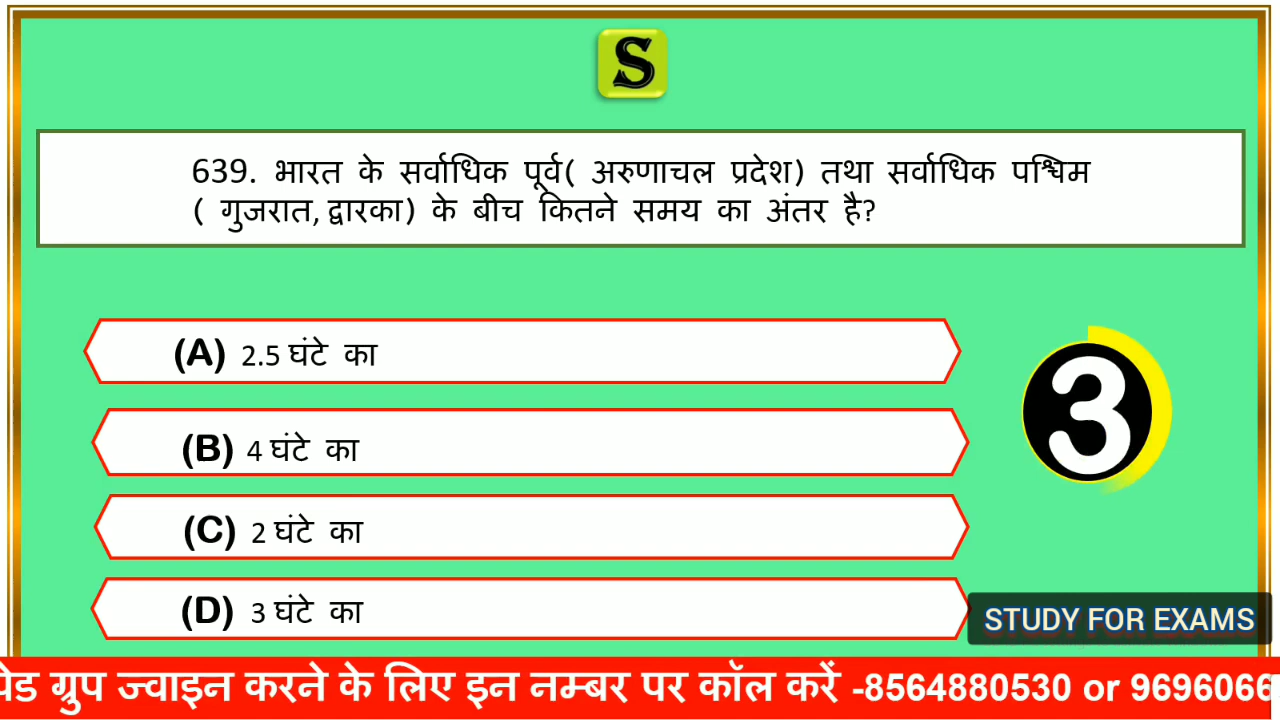 S
639. भारत के सर्वाधिक पूर्व( अरुणाचल प्रदेश) तथा सर्वाधिक पश्चिम
( गुजरात, द्वारका) के बीच कितने समय का अंतर है?
(A) 2.5 घंटे का
(B) 4 घंटे का
3
(C) 2 घंटे का
(D) 3 घंटे का
STUDY FOR EXAMS
ग्रुप ज्वाइन करने के लिए इन नम्बर पर कॉल करें -8564880530 or